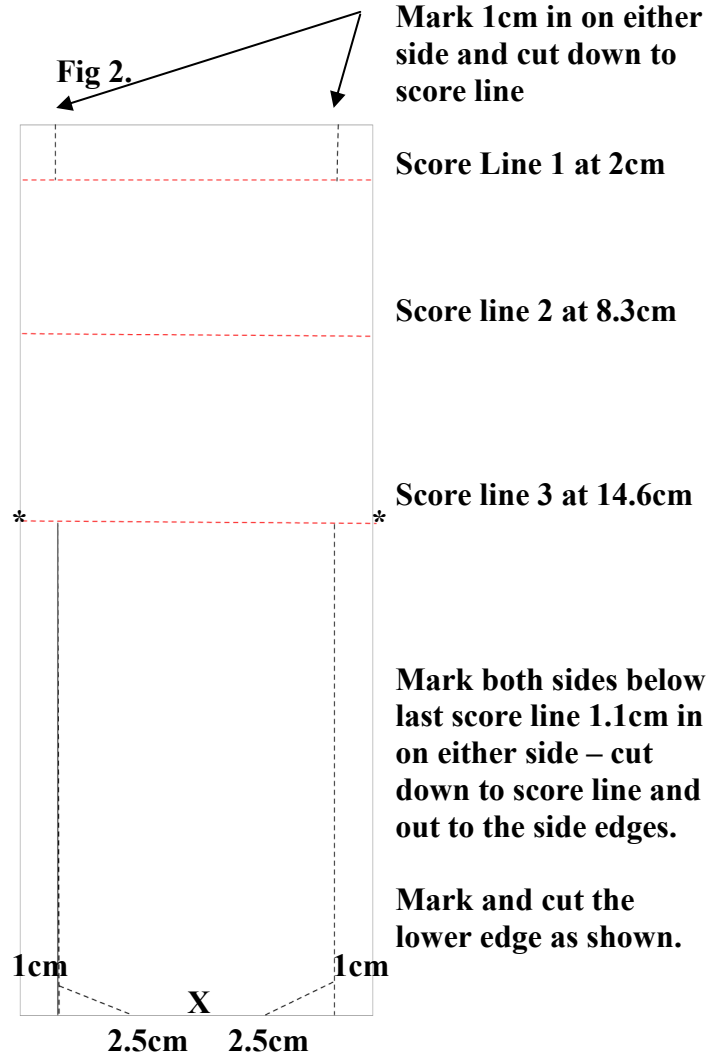 Mark 1cm in on either
side and cut down to
score line
Fig 2.
Score Line 1 at 2cm
Score line 2 at 8.3cm
Score line 3 at 14.6cm
* *
Mark both sides below
last score line 1.1cm in
on either side – cut
down to score line and
out to the side edges.
Mark and cut the
lower edge as shown.
1cm 1cm
X
2.5cm 2.5cm